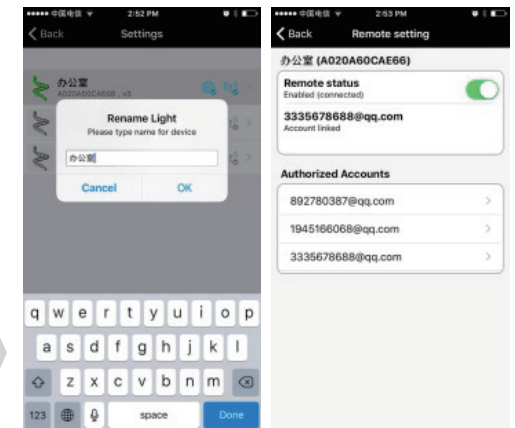 中国电信 2:52 PM
Back Settings
办公室
A020A60CAE66 , v3
Rename Light
Please type name for device
办公室
Cancel OK
q w e r t y u i o p
a s d f g h j k l
z x c v b n m
123 space Done
中国电信 2:53 PM
Back Remote setting
办公室 (A020A60CAE66)
Remote status
Enabled (connected)
3335678688@qq.com
Account linked
Authorized Accounts
892780387@qq.com
1945166068@qq.com
3335678688@qq.com